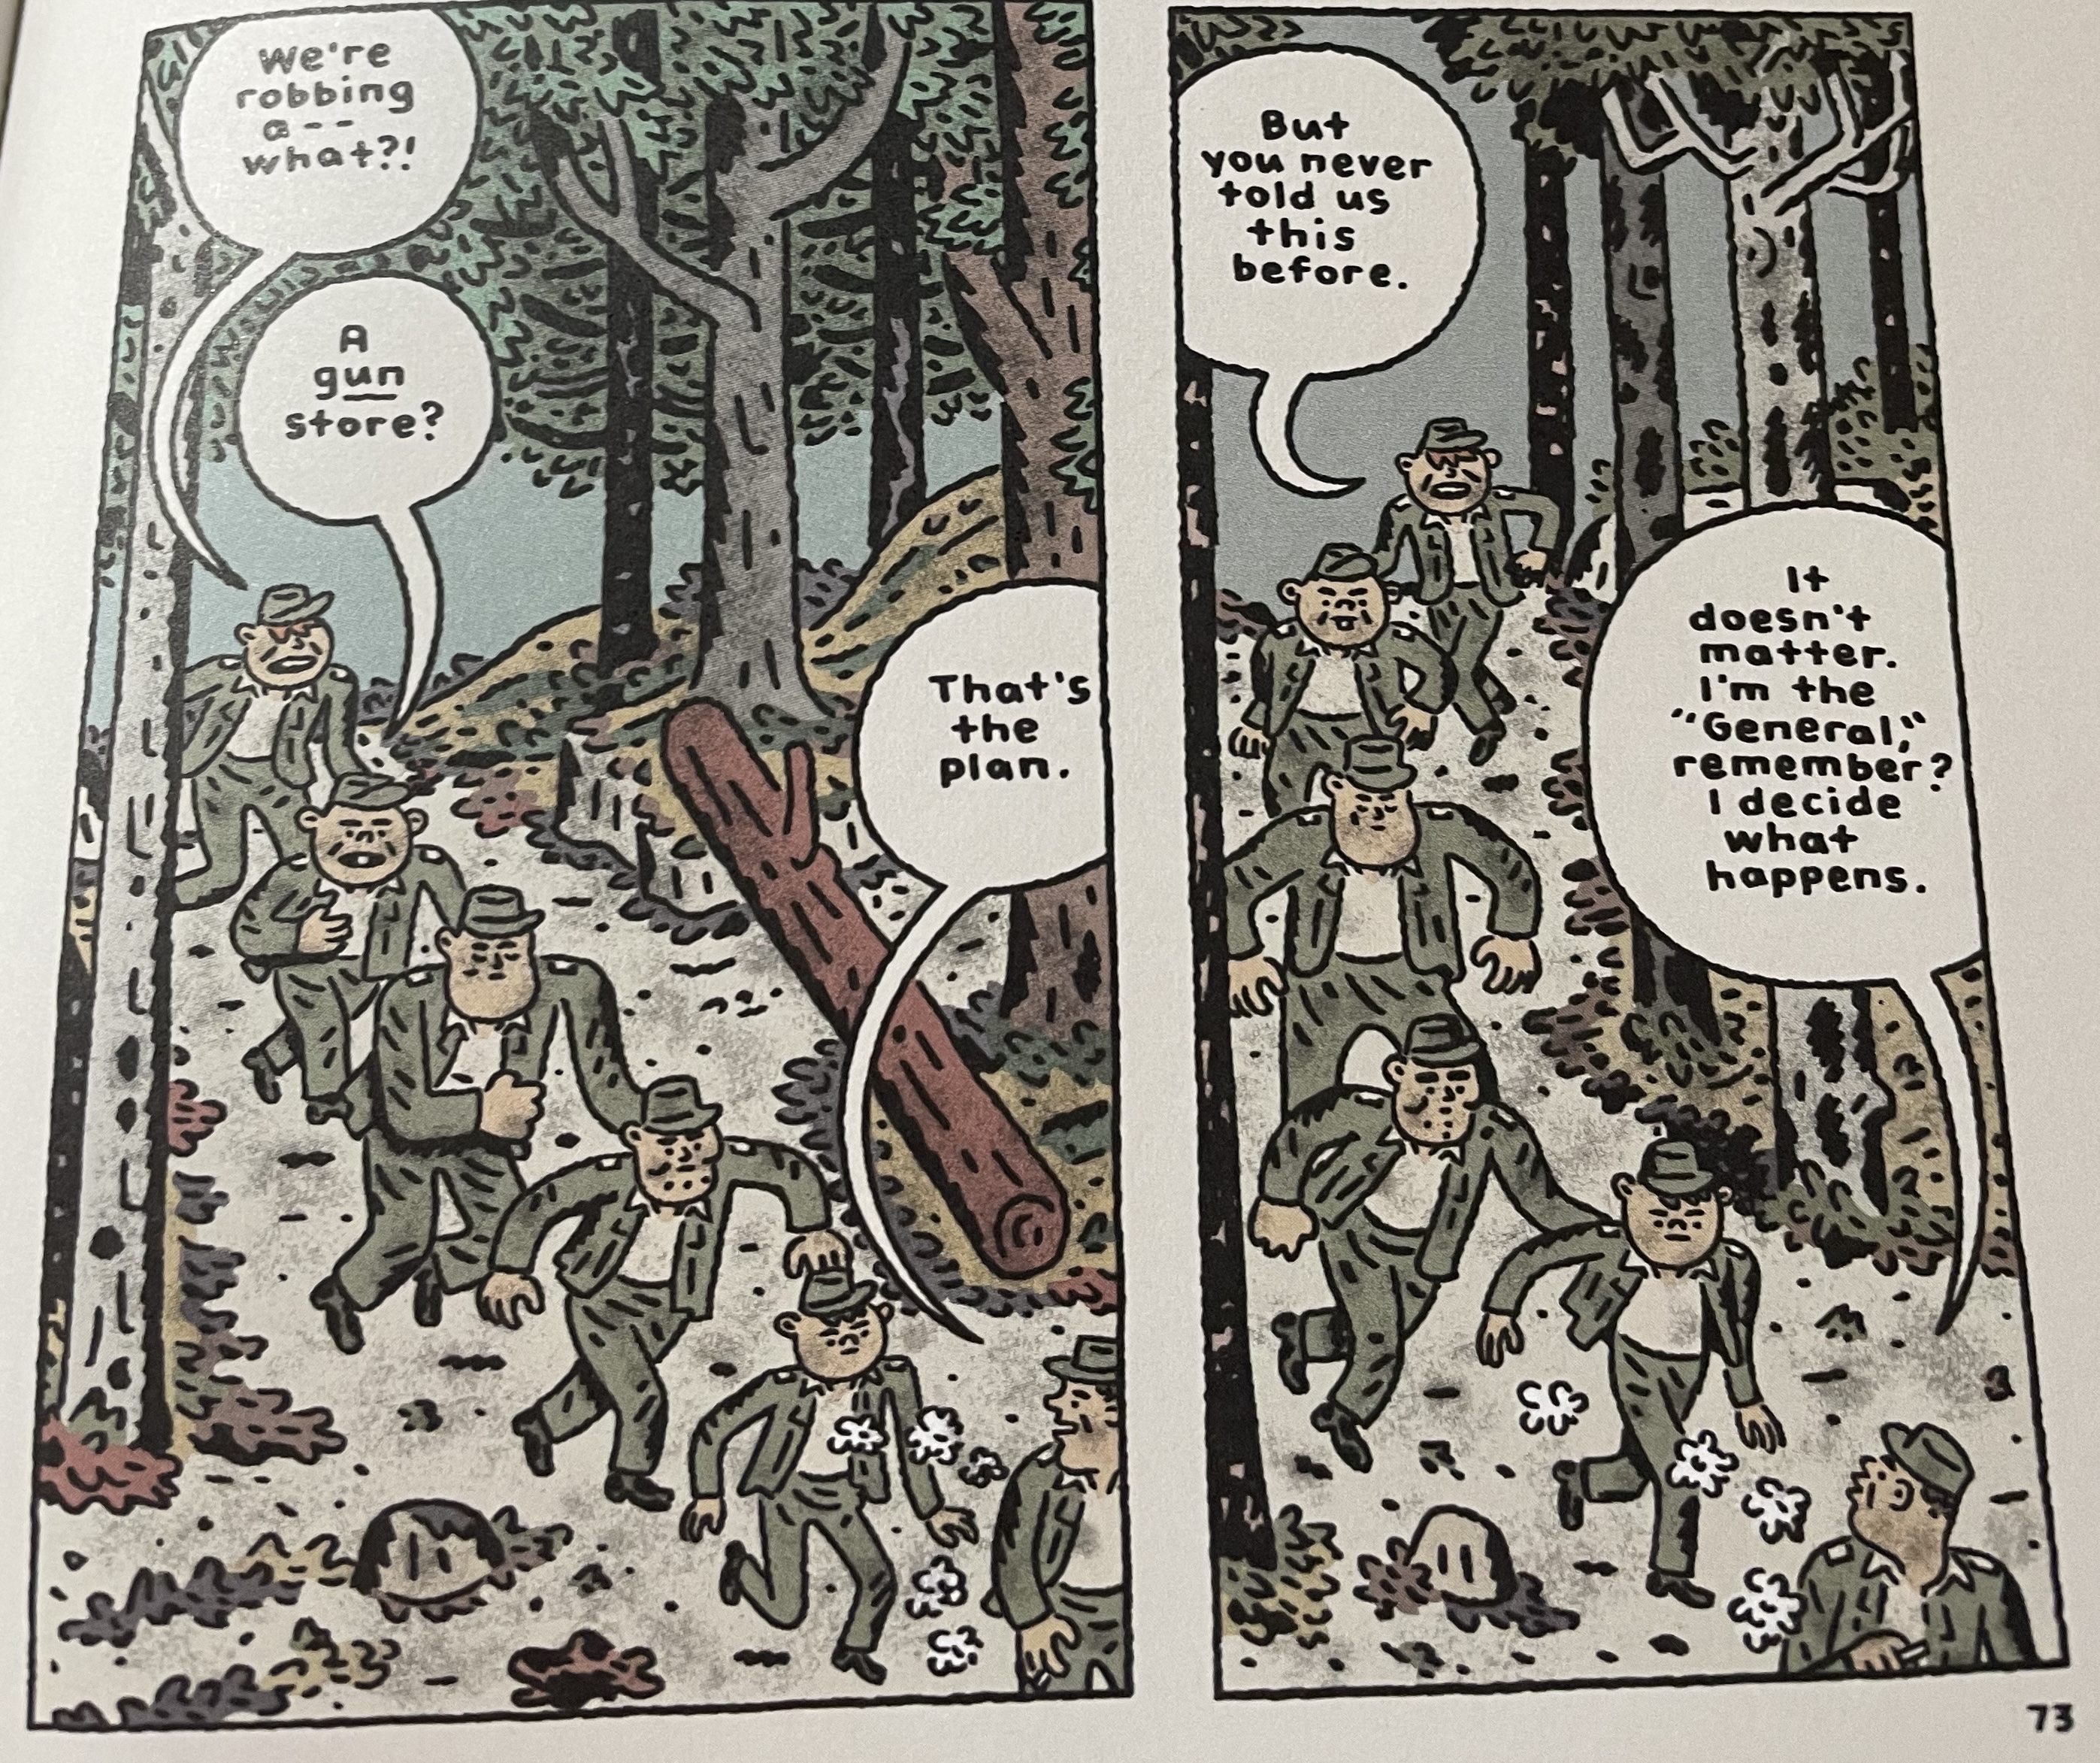 We're
robbing
a--
what?!
A
gun
store?
That's
the
plan.
But
you never
told us
this
before.
It
doesn't
matter.
I'm the
"General,"
remember?
I decide
what
happens.
73